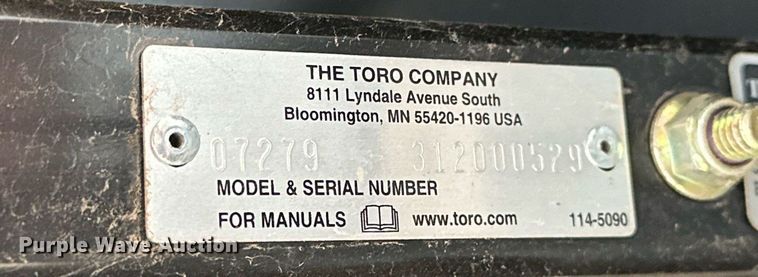 THE TORO COMPANY
8111 Lyndale Avenue South
Bloomington, MN 55420-1196 USA
07279 312000529
MODEL & SERIAL NUMBER
FOR MANUALS www.toro.com 114-5090
Purple Wave Auction